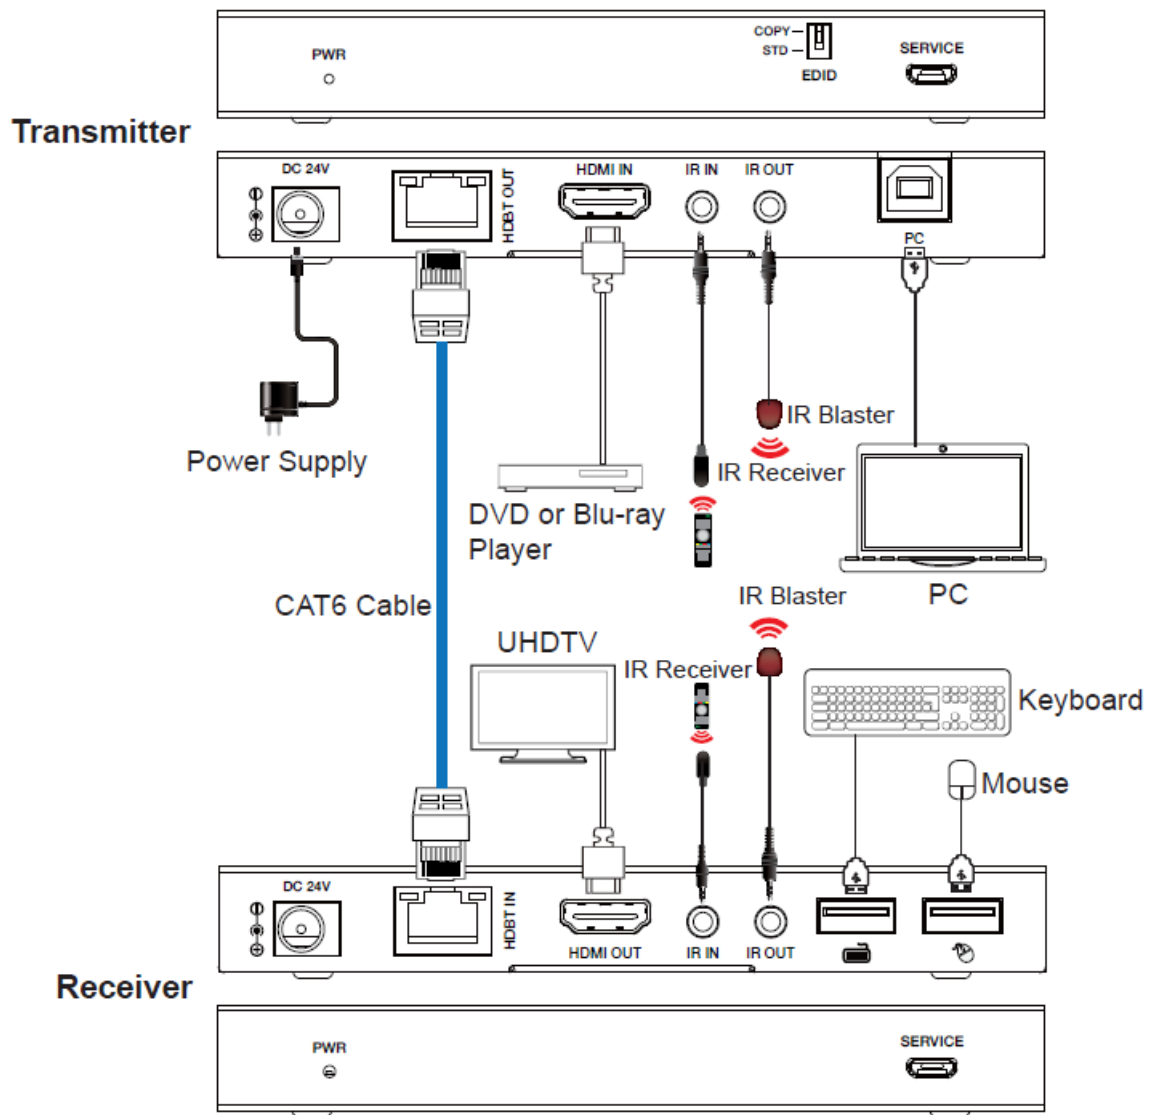 COPY
STD
EDID
PWR
SERVICE
Transmitter
DC 24V
HDBT OUT
HDMI IN
IR IN
IR OUT
PC
IR Blaster
Power Supply
IR Receiver
DVD or Blu-ray
Player
PC
CAT6 Cable
IR Blaster
UHDTV
IR Receiver
Keyboard
Mouse
DC 24V
HDBT IN
HDMI OUT
IR IN
IR OUT
Receiver
PWR
SERVICE